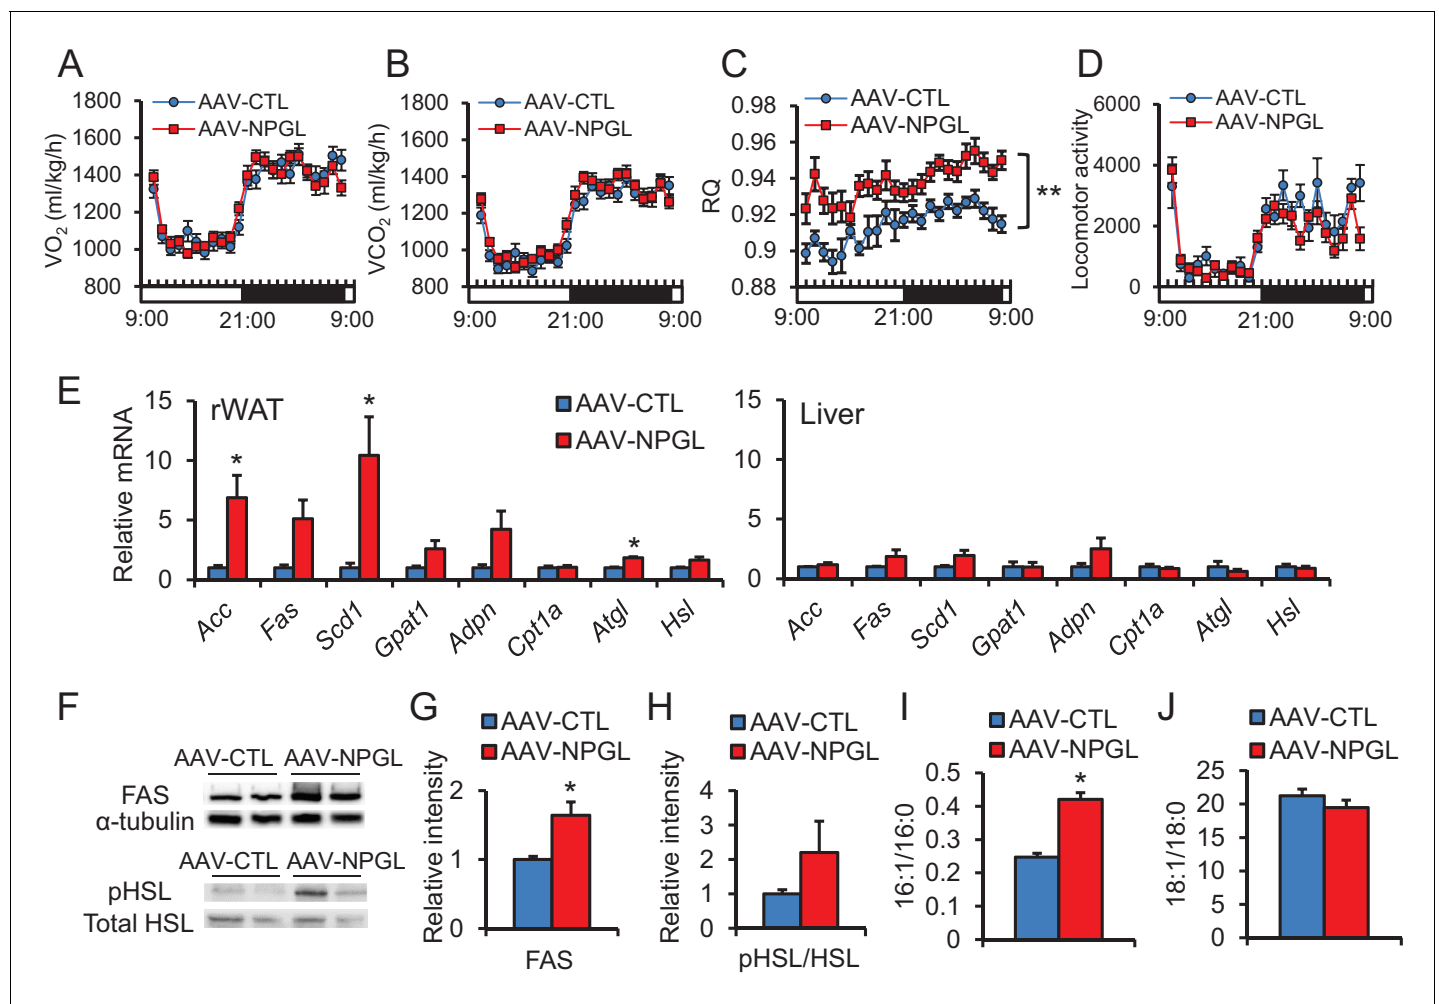 A
AAV-CTL
AAV-NPGL
VO2 (ml/kg/h)
1800
1600
1400
1200
1000
800
9:00
21:00
9:00
B
AAV-CTL
AAV-NPGL
VCO2 (ml/kg/h)
1800
1600
1400
1200
1000
800
9:00
21:00
9:00
C
AAV-CTL
AAV-NPGL
RQ
0.98
0.96
0.94
0.92
0.9
0.88
**
9:00
21:00
9:00
D
AAV-CTL
AAV-NPGL
Locomotor activity
6000
4000
2000
0
9:00
21:00
9:00
E
rWAT
AAV-CTL
AAV-NPGL
Relative mRNA
15
10
5
0
*
*
*
Acc
Fas
Scd1
Gpat1
Adpn
Cpt1a
Atgl
Hsl
Liver
15
10
5
0
Acc
Fas
Scd1
Gpat1
Adpn
Cpt1a
Atgl
Hsl
F
AAV-CTL AAV-NPGL
FAS
α-tubulin
AAV-CTL AAV-NPGL
pHSL
Total HSL
G
AAV-CTL
AAV-NPGL
Relative intensity
2
1
0
*
FAS
H
AAV-CTL
AAV-NPGL
Relative intensity
4
3
2
1
0
pHSL/HSL
I
AAV-CTL
AAV-NPGL
16:1/16:0
0.5
0.4
0.3
0.2
0.1
0
*
J
AAV-CTL
AAV-NPGL
18:1/18:0
25
20
15
10
5
0